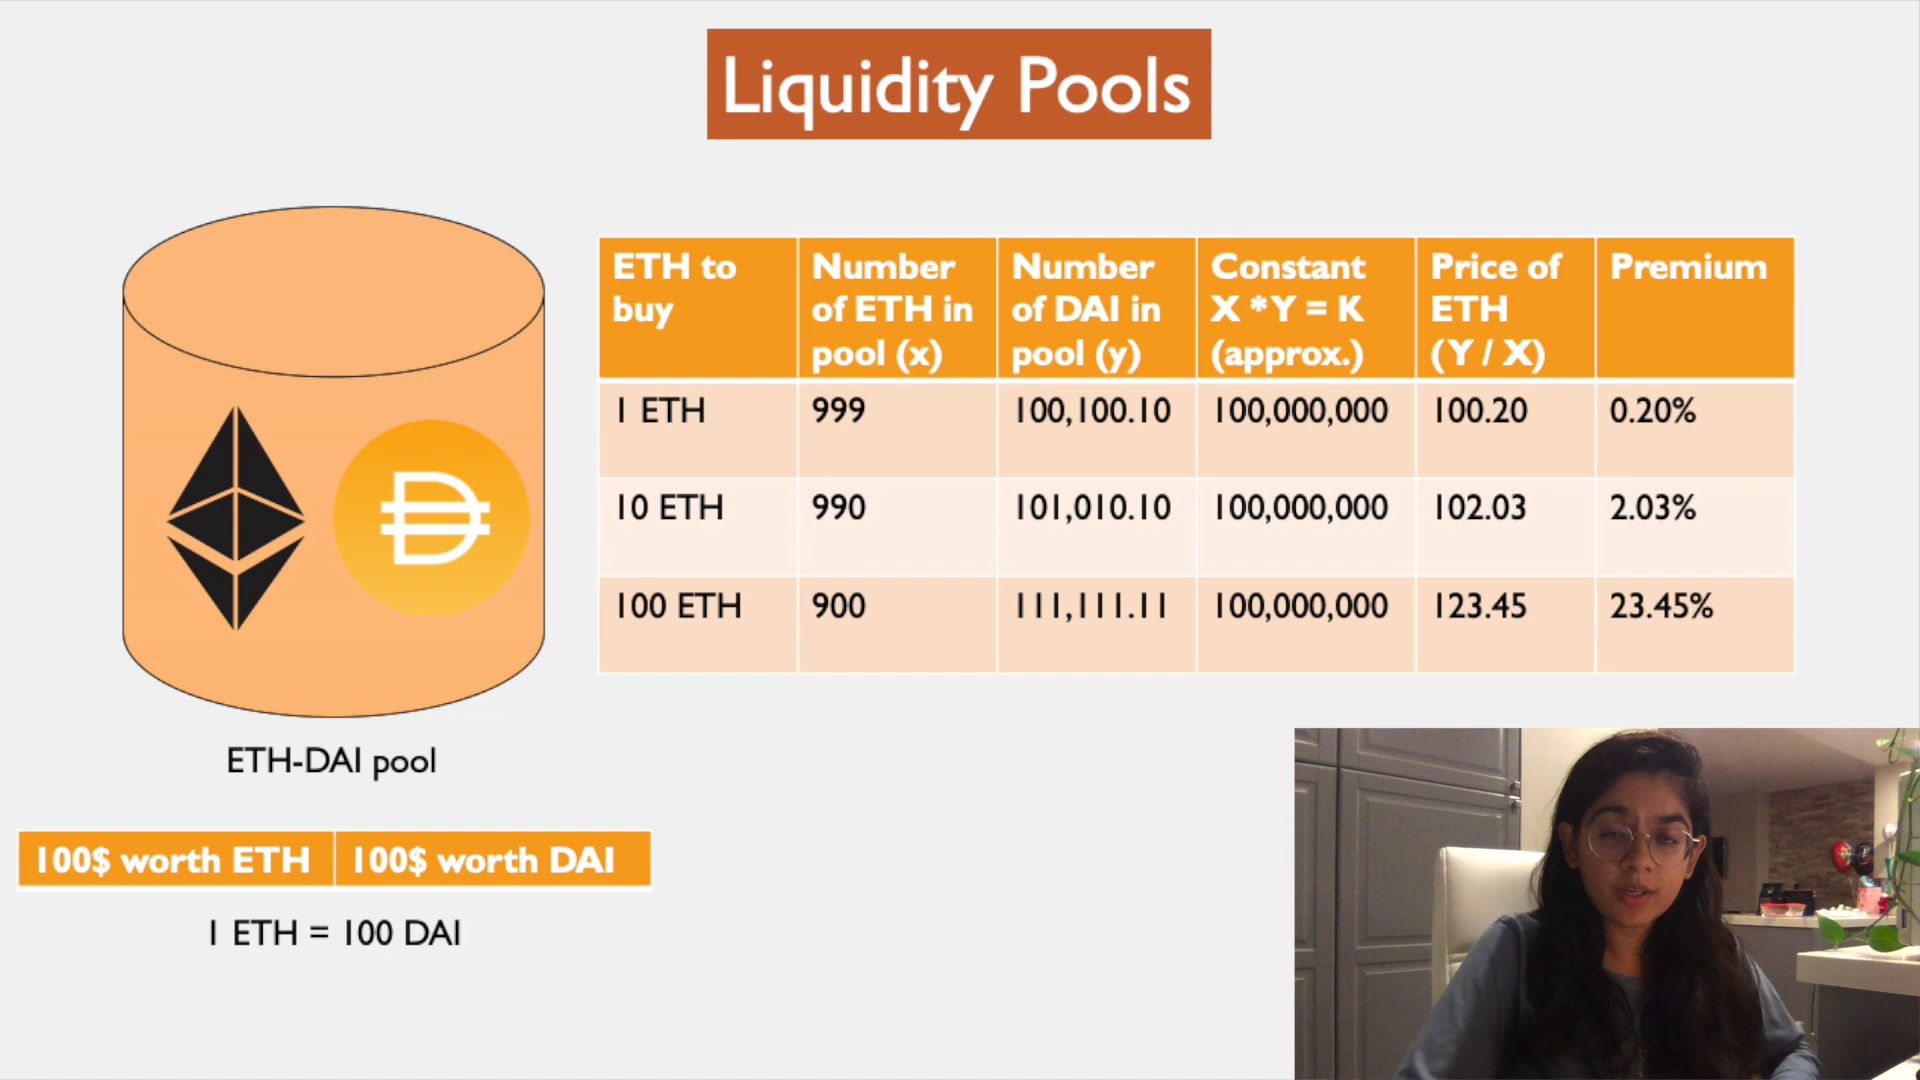 Liquidity Pools
ETH to buy
Number of ETH in pool (x)
Number of DAI in pool (y)
Constant X *Y = K (approx.)
Price of ETH (Y / X)
Premium
1 ETH 999 100,100.10 100,000,000 100.20 0.20%
10 ETH 990 101,010.10 100,000,000 102.03 2.03%
100 ETH 900 111,111.11 100,000,000 123.45 23.45%
ETH-DAI pool
100$ worth ETH 100$ worth DAI
1 ETH = 100 DAI